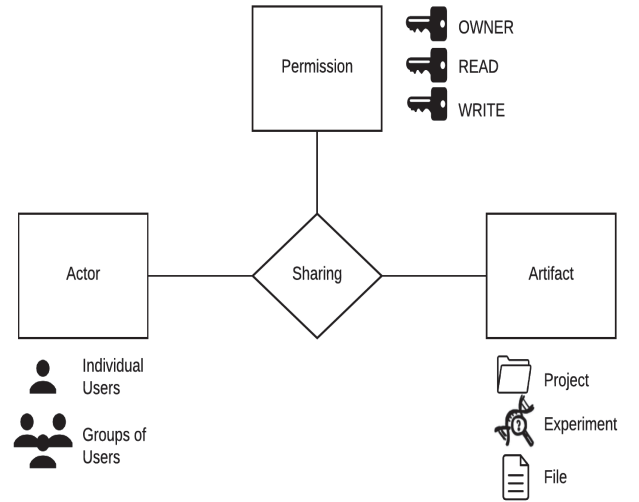 Permission
OWNER
READ
WRITE
Actor
Sharing
Artifact
Individual
Users
Groups of
Users
Project
Experiment
?
File